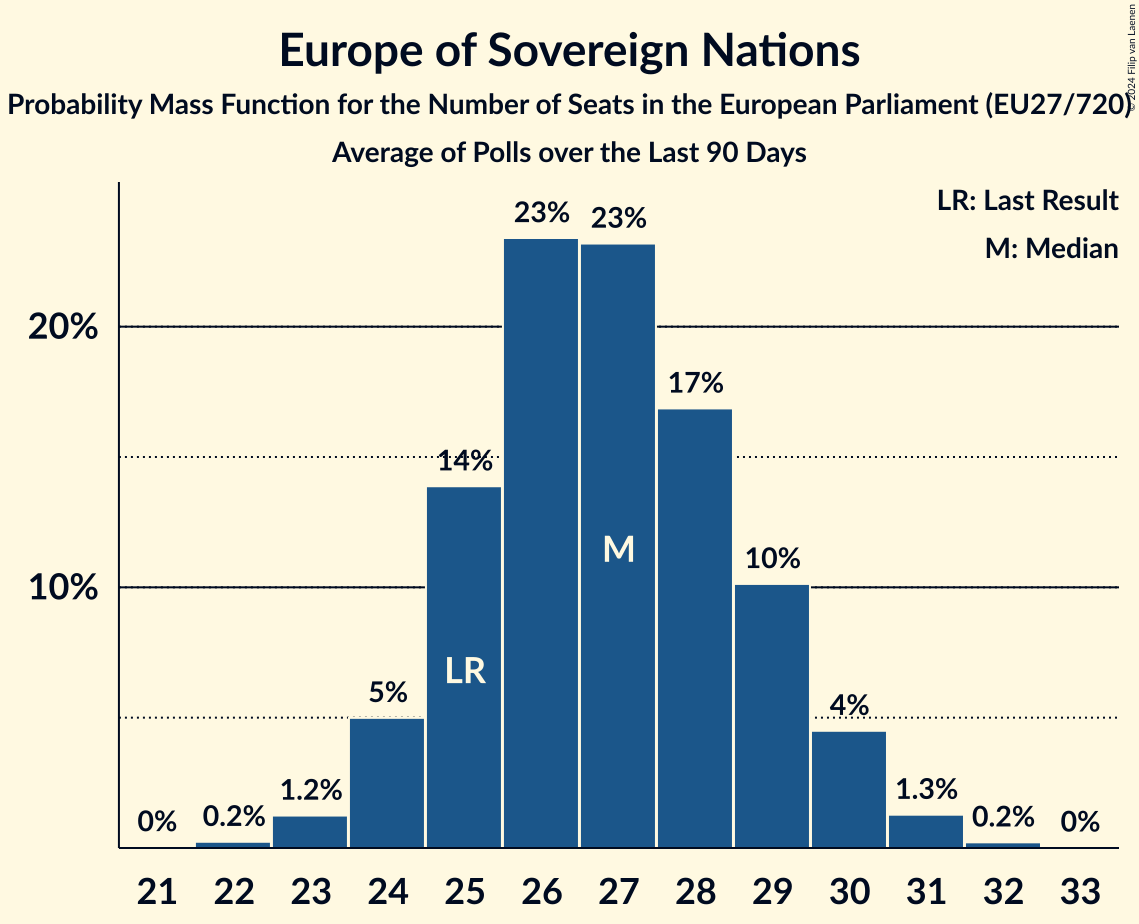 Europe of Sovereign Nations
Probability Mass Function for the Number of Seats in the European Parliament (EU27/720)
Average of Polls over the Last 90 Days
© 2024 Filip van Laenen
LR: Last Result
M: Median
20%
10%
0%
0.2%
1.2%
5%
14%
23%
23%
17%
10%
4%
1.3%
0.2%
0%
LR
M
21 22 23 24 25 26 27 28 29 30 31 32 33